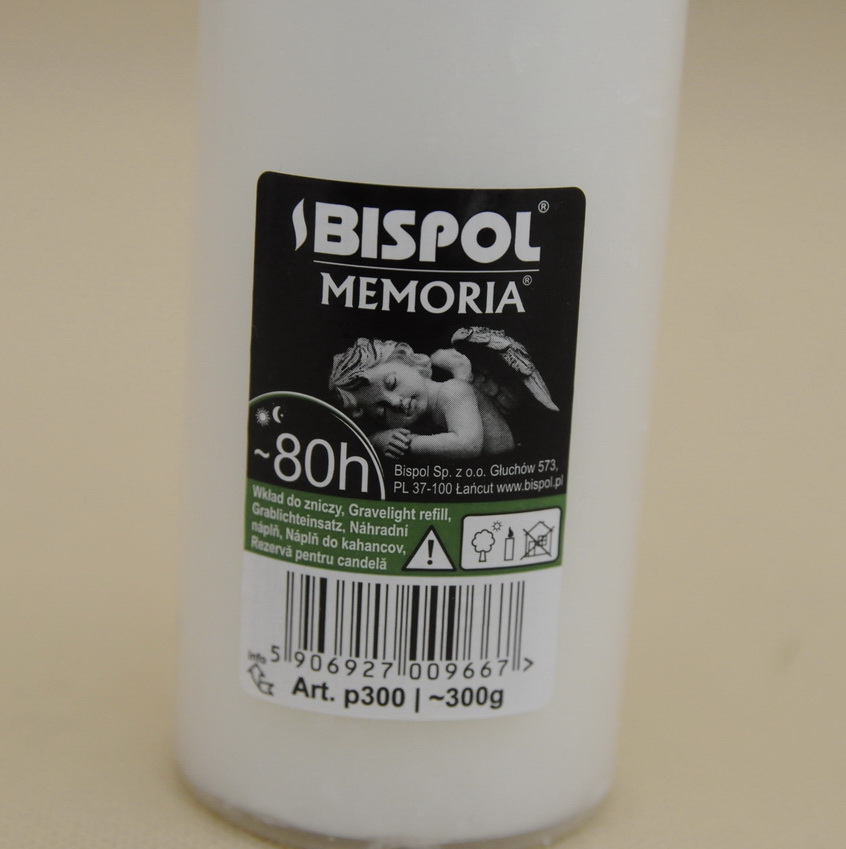 BISPOL®
MEMORIA®
~80h
Bispol Sp. z o.o. Głuchów 573,
PL 37-100 Łańcut www.bispol.pl
Wkład do zniczy, Gravelight refill,
Grablichteinsatz, Náhradní
náplň, Náplň do kahancov,
Rezervă pentru candelă
info
5 906927 009667 >
Art. p300 | ~300g